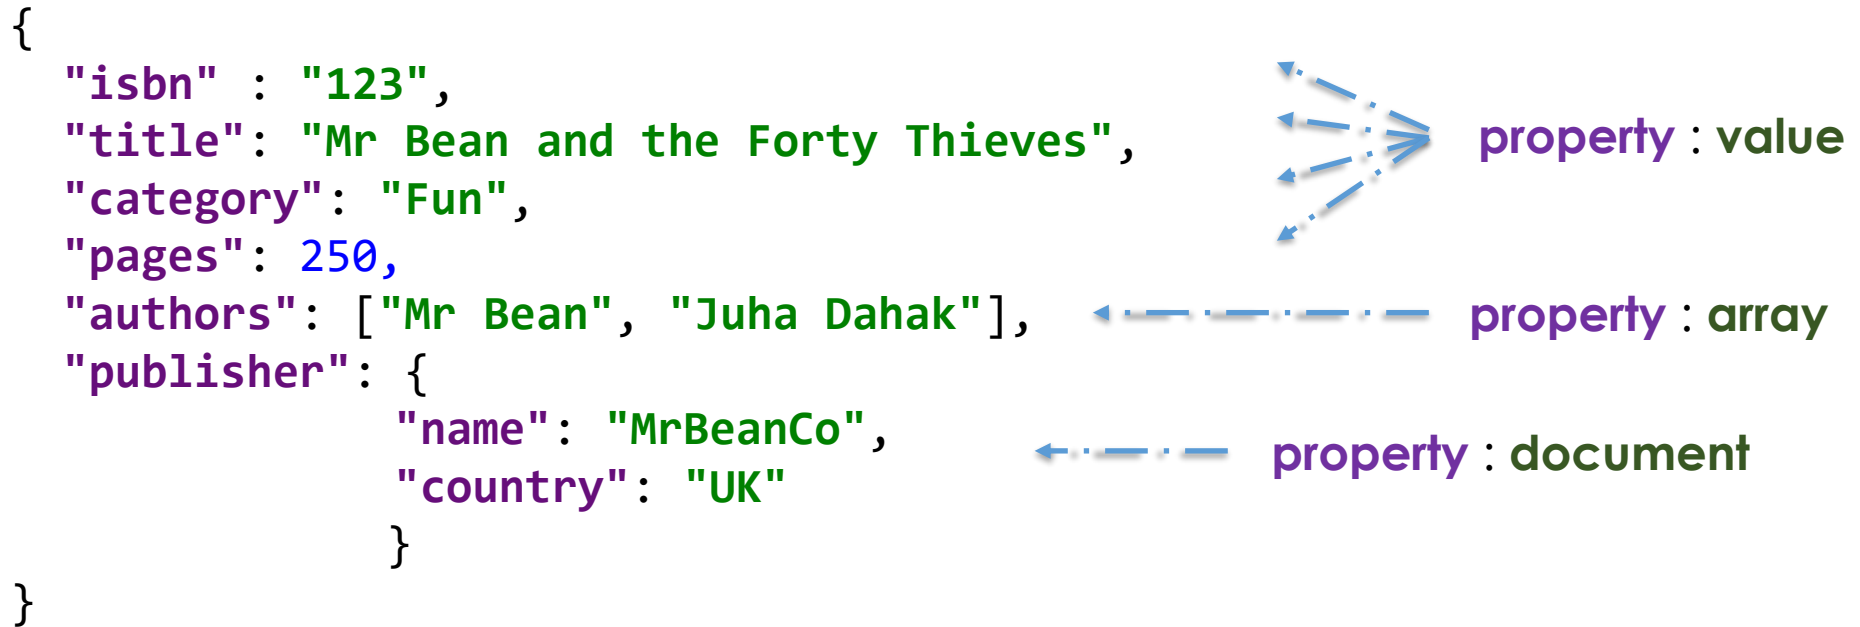 {
"isbn" : "123",
"title": "Mr Bean and the Forty Thieves",
"category": "Fun",
"pages": 250,
"authors": ["Mr Bean", "Juha Dahak"],
"publisher": {
"name": "MrBeanCo",
"country": "UK"
}
}
property : value
property : array
property : document